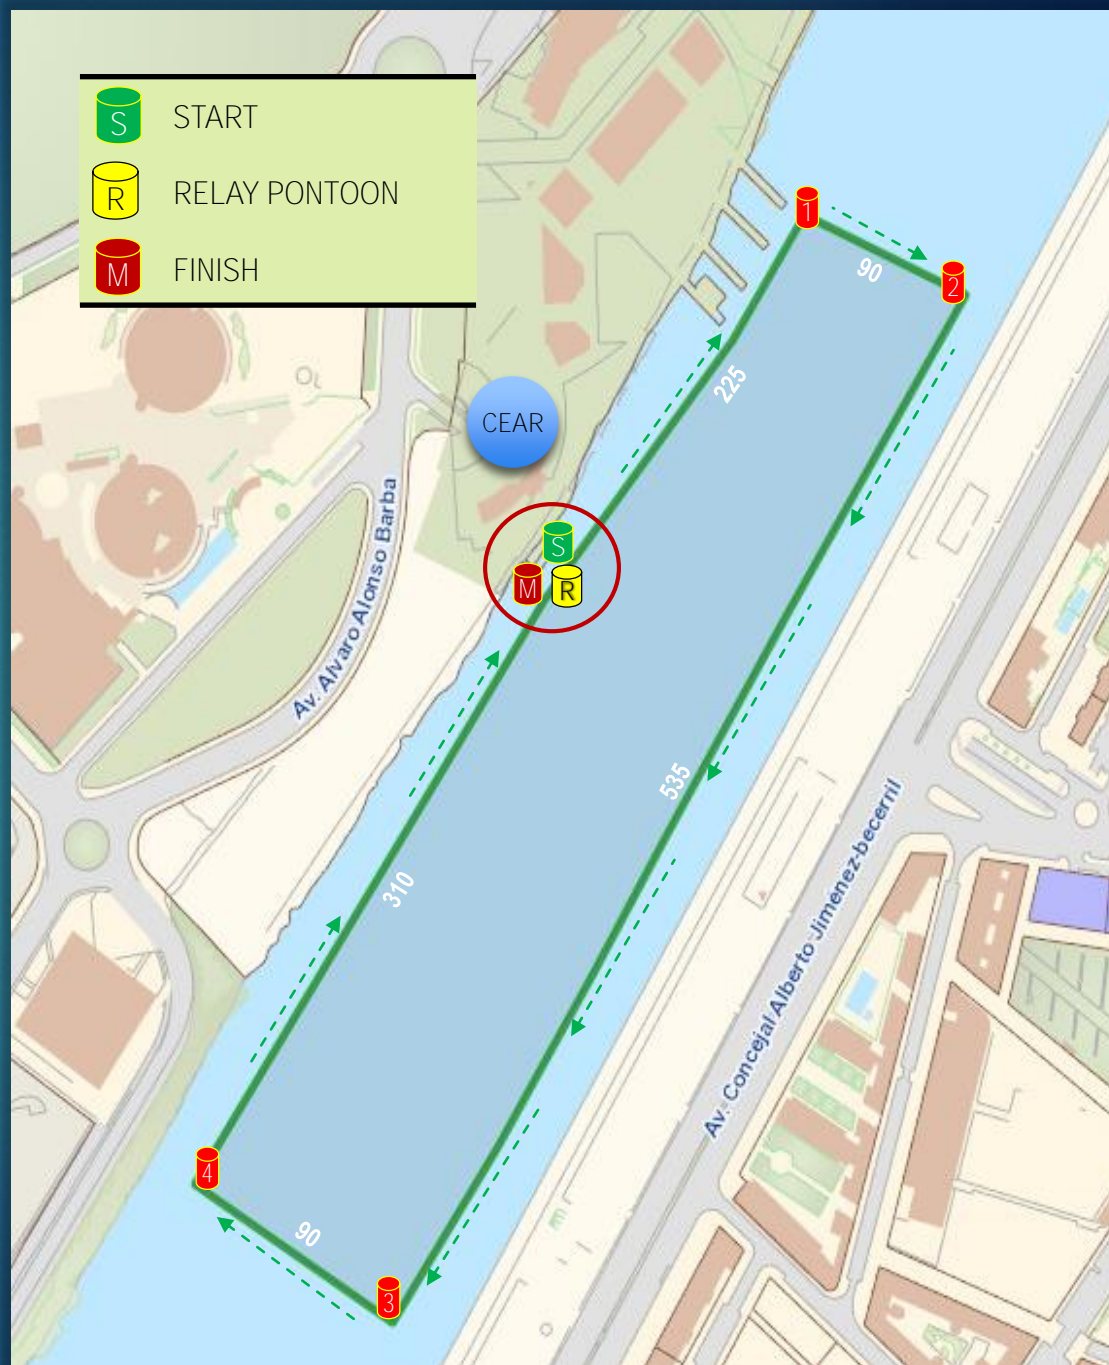 S START
R RELAY PONTOON
M FINISH
1
90
2
225
CEAR
S
M
R
Av. Alvaro Alonso Barba
535
310
Av. Concejal Alberto Jimenez-becerril
4
90
3